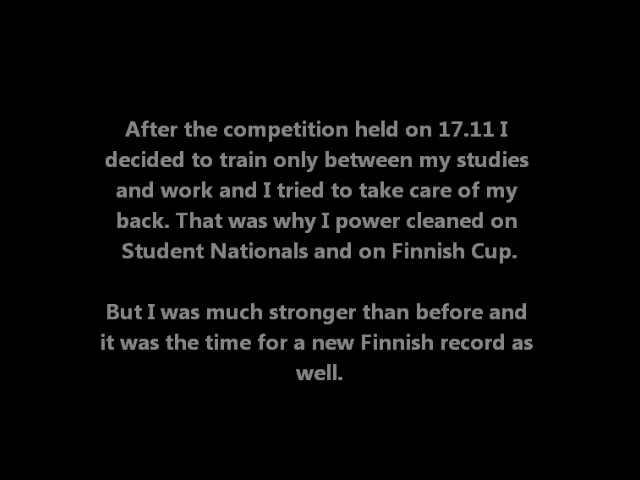 After the competition held on 17.11 I
decided to train only between my studies
and work and I tried to take care of my
back. That was why I power cleaned on
Student Nationals and on Finnish Cup.
But I was much stronger than before and
it was the time for a new Finnish record as
well.